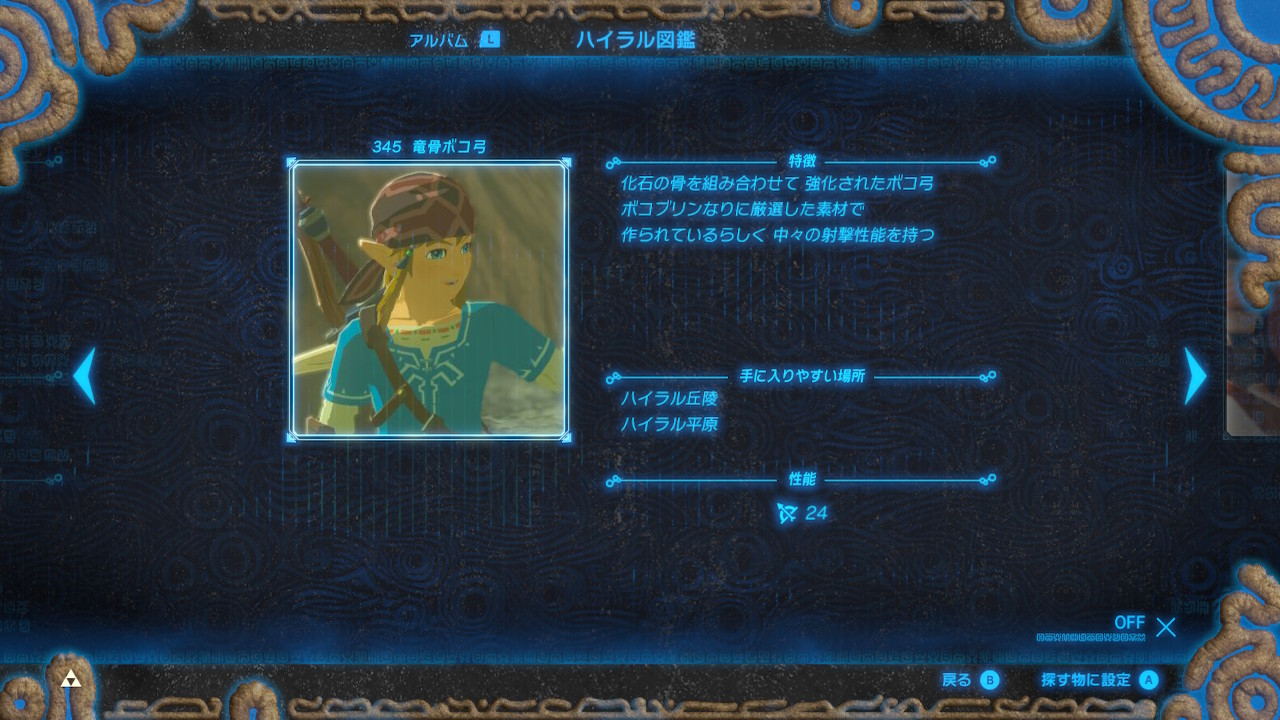 アルバム L
ハイラル図鑑
345 竜骨ボコ弓
特徴
化石の骨を組み合わせて 強化されたボコ弓
ボコブリンなりに厳選した素材で
作られているらしく 中々の射撃性能を持つ
手に入りやすい場所
ハイラル丘陵
ハイラル平原
性能
24
OFF
戻る B 探す物に設定 A